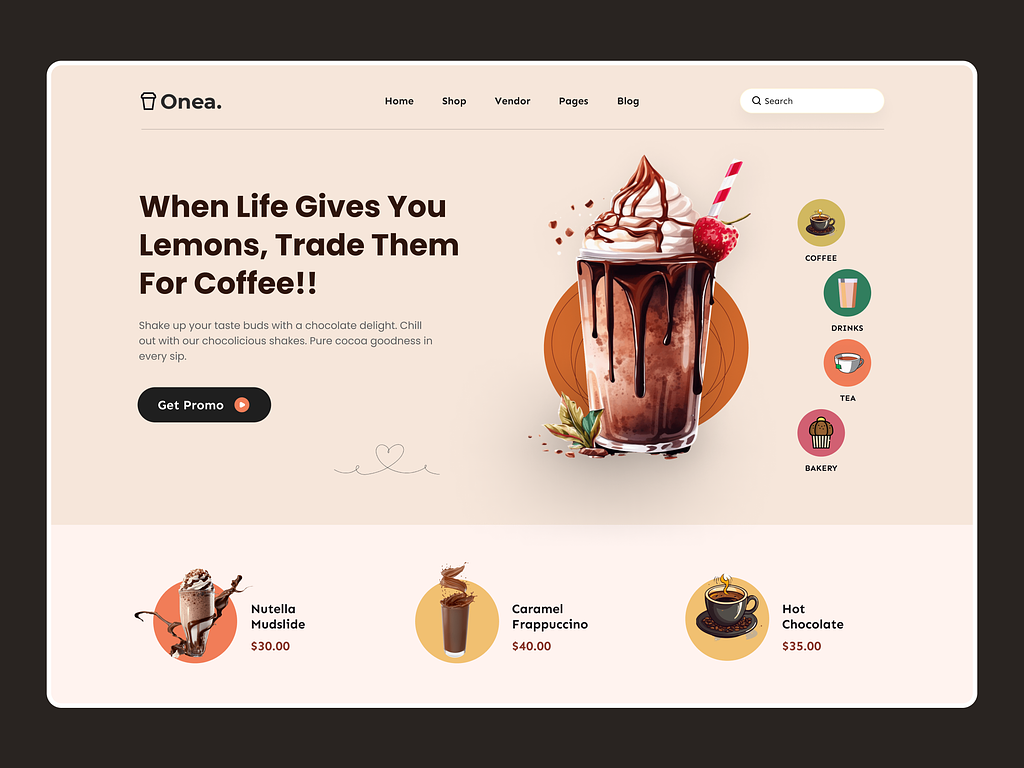 Onea.
Home Shop Vendor Pages Blog
Search
When Life Gives You
Lemons, Trade Them
For Coffee!!
Shake up your taste buds with a chocolate delight. Chill
out with our chocolicious shakes. Pure cocoa goodness in
every sip.
Get Promo
COFFEE
DRINKS
TEA
BAKERY
Nutella
Mudslide
$30.00
Caramel
Frappuccino
$40.00
Hot
Chocolate
$35.00